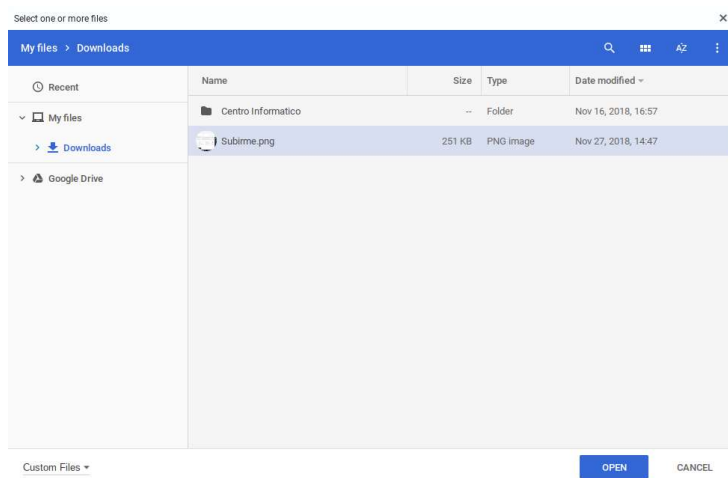 Select one or more files
My files > Downloads
AZ
Recent
My files
Downloads
Google Drive
Name Size Type Date modified
Centro Informatico -- Folder Nov 16, 2018, 16:57
Subirme.png 251 KB PNG image Nov 27, 2018, 14:47
Custom Files
OPEN CANCEL